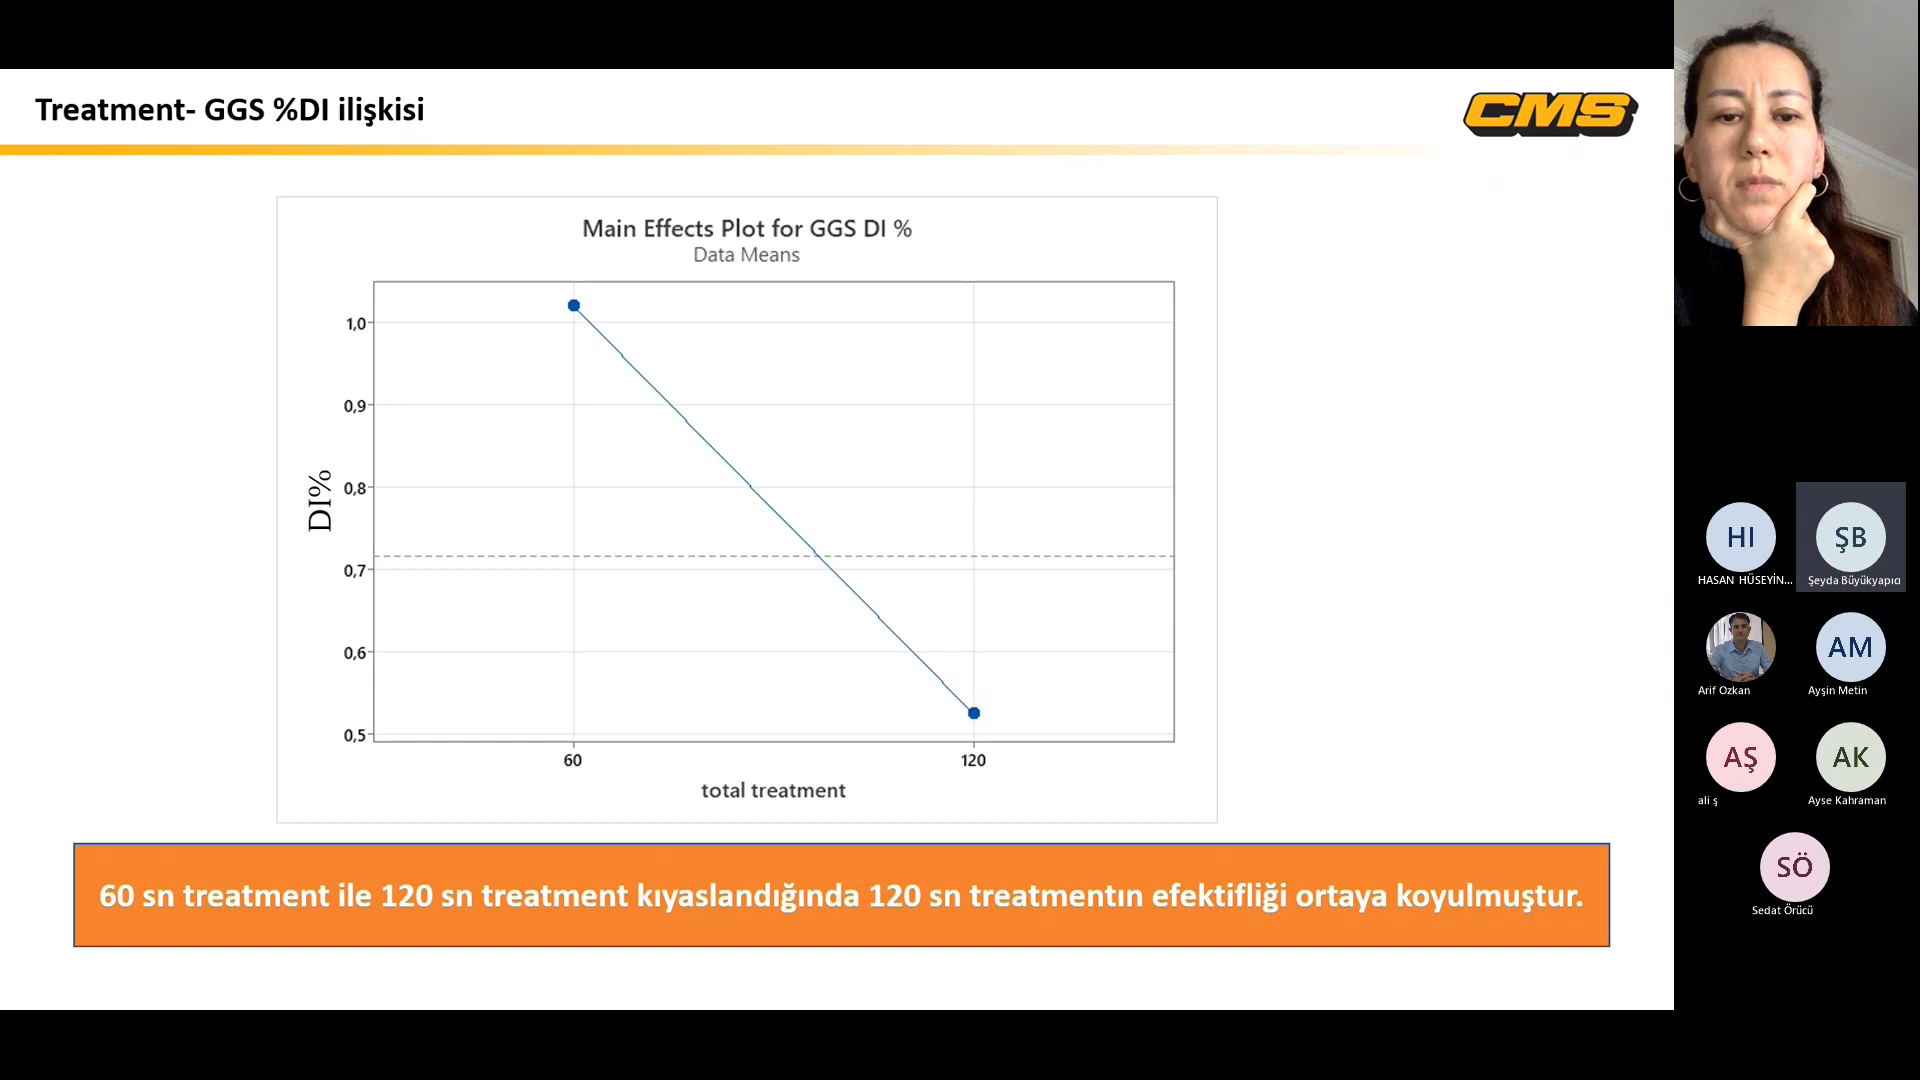 Treatment- GGS %DI ilişkisi
CMS
Main Effects Plot for GGS DI %
Data Means
DI%
1,0
0,9
0,8
0,7
0,6
0,5
60
120
total treatment
60 sn treatment ile 120 sn treatment kıyaslandığında 120 sn treatmentın efektifliği ortaya koyulmuştur.
HI
HASAN HÜSEYİN...
ŞB
Şeyda Büyükyapıcı
Arif Ozkan
AM
Ayşin Metin
AŞ
ali ş
AK
Ayse Kahraman
SÖ
Sedat Örücü